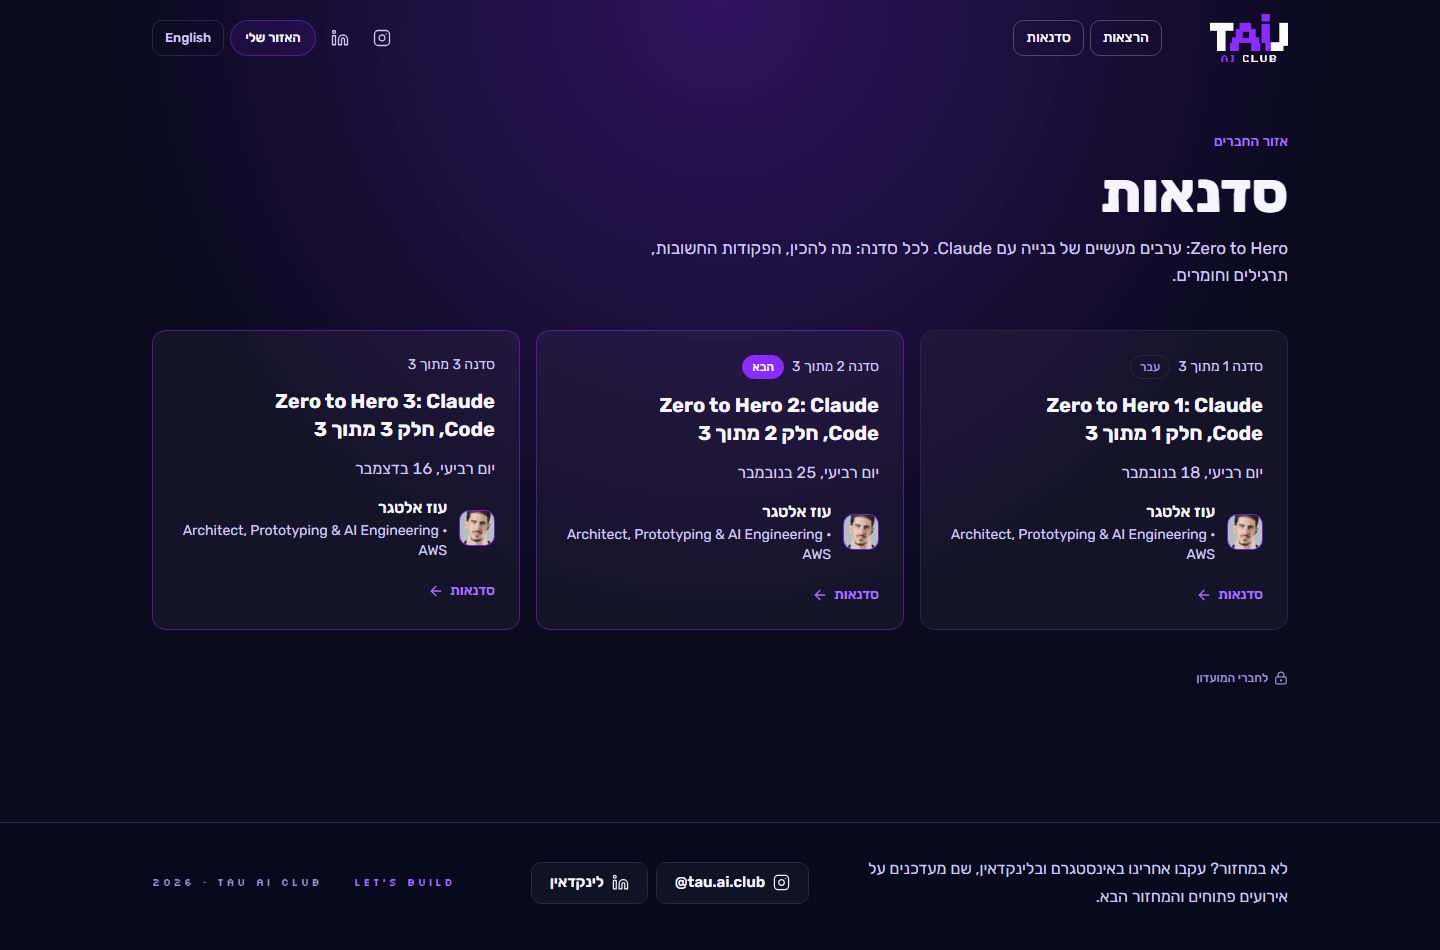 TAU
AI CLUB
הרצאות
סדנאות
האזור שלי
English
אזור החברים
סדנאות
Zero to Hero: ערבים מעשיים של בנייה עם Claude. לכל סדנה: מה להכין, הפקודות החשובות,
תרגילים וחומרים.
סדנה 1 מתוך 3
עבר
Zero to Hero 1: Claude
Code, חלק 1 מתוך 3
יום רביעי, 18 בנובמבר
עוז אלטגר
Architect, Prototyping & AI Engineering •
AWS
סדנאות ←
סדנה 2 מתוך 3
הבא
Zero to Hero 2: Claude
Code, חלק 2 מתוך 3
יום רביעי, 25 בנובמבר
עוז אלטגר
Architect, Prototyping & AI Engineering •
AWS
סדנאות ←
סדנה 3 מתוך 3
Zero to Hero 3: Claude
Code, חלק 3 מתוך 3
יום רביעי, 16 בדצמבר
עוז אלטגר
Architect, Prototyping & AI Engineering •
AWS
סדנאות ←
לחברי המועדון
לא במחזור? עקבו אחרינו באינסטגרם ובלינקדאין, שם מעדכנים על
אירועים פתוחים והמחזור הבא.
@tau.ai.club
לינקדאין
LET'S BUILD
2026 · TAU AI CLUB